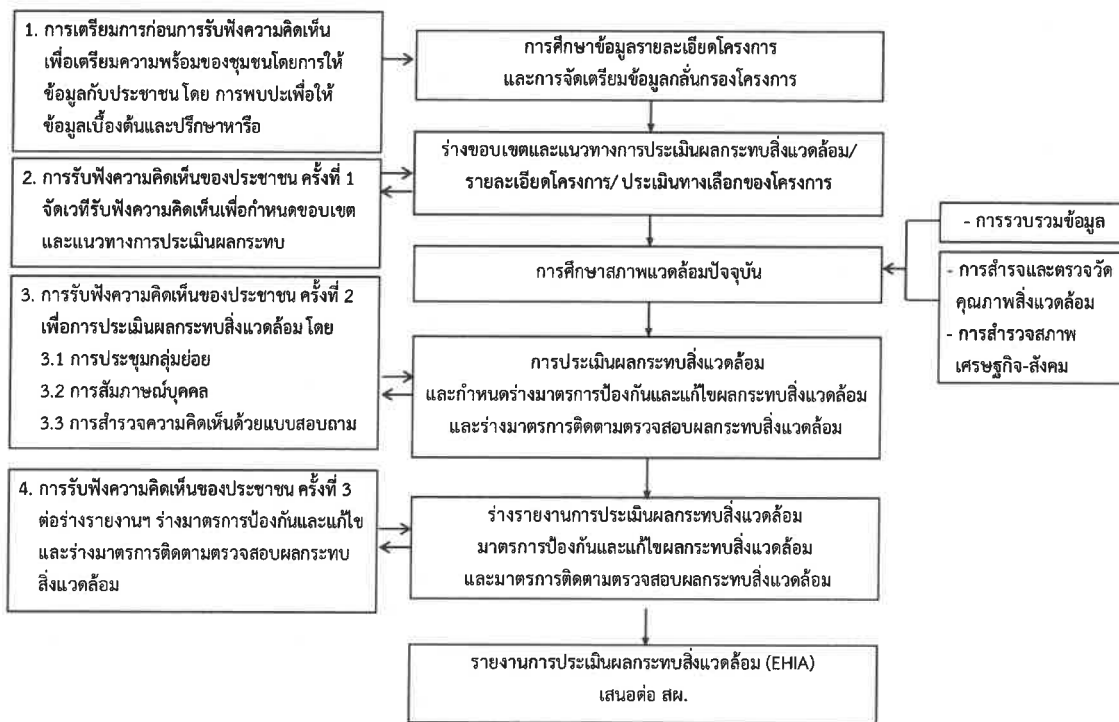 1. การเตรียมการก่อนการรับฟังความคิดเห็น
เพื่อเตรียมความพร้อมของชุมชนโดยการให้
ข้อมูลกับประชาชน โดย การพบปะเพื่อให้
ข้อมูลเบื้องต้นและปรึกษาหารือ
การศึกษาข้อมูลรายละเอียดโครงการ
และการจัดเตรียมข้อมูลกลั่นกรองโครงการ
2. การรับฟังความคิดเห็นของประชาชน ครั้งที่ 1
จัดเวทีรับฟังความคิดเห็นเพื่อกำหนดขอบเขต
และแนวทางการประเมินผลกระทบ
ร่างขอบเขตและแนวทางการประเมินผลกระทบสิ่งแวดล้อม/
รายละเอียดโครงการ/ ประเมินทางเลือกของโครงการ
การศึกษาสภาพแวดล้อมปัจจุบัน
- การรวบรวมข้อมูล
- การสำรจและตรวจวัด
คุณภาพสิ่งแวดล้อม
- การสำรวจสภาพ
เศรษฐกิจ-สังคม
3. การรับฟังความคิดเห็นของประชาชน ครั้งที่ 2
เพื่อการประเมินผลกระทบสิ่งแวดล้อม โดย
3.1 การประชุมกลุ่มย่อย
3.2 การสัมภาษณ์บุคคล
3.3 การสำรวจความคิดเห็นด้วยแบบสอบถาม
การประเมินผลกระทบสิ่งแวดล้อม
และกำหนดร่างมาตรการป้องกันและแก้ไขผลกระทบสิ่งแวดล้อม
และร่างมาตรการติดตามตรวจสอบผลกระทบสิ่งแวดล้อม
4. การรับฟังความคิดเห็นของประชาชน ครั้งที่ 3
ต่อร่างรายงานฯ ร่างมาตรการป้องกันและแก้ไข
และร่างมาตรการติดตามตรวจสอบผลกระทบ
สิ่งแวดล้อม
ร่างรายงานการประเมินผลกระทบสิ่งแวดล้อม
มาตรการป้องกันและแก้ไขผลกระทบสิ่งแวดล้อม
และมาตรการติดตามตรวจสอบผลกระทบสิ่งแวดล้อม
รายงานการประเมินผลกระทบสิ่งแวดล้อม (EHIA)
เสนอต่อ สผ.